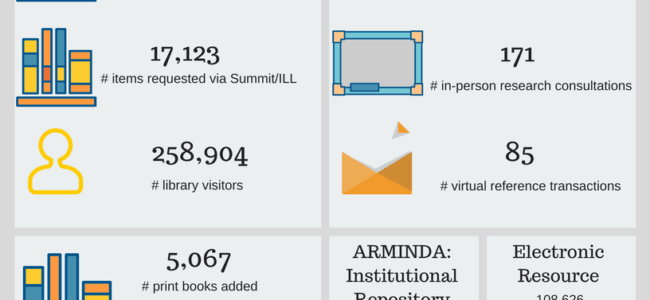 17,123
# items requested via Summit/ILL
171
# in-person research consultations
258,904
# library visitors
85
# virtual reference transactions
5,067
# print books added
ARMINDA:
Institutional
Repository
Electronic
Resource
108,626